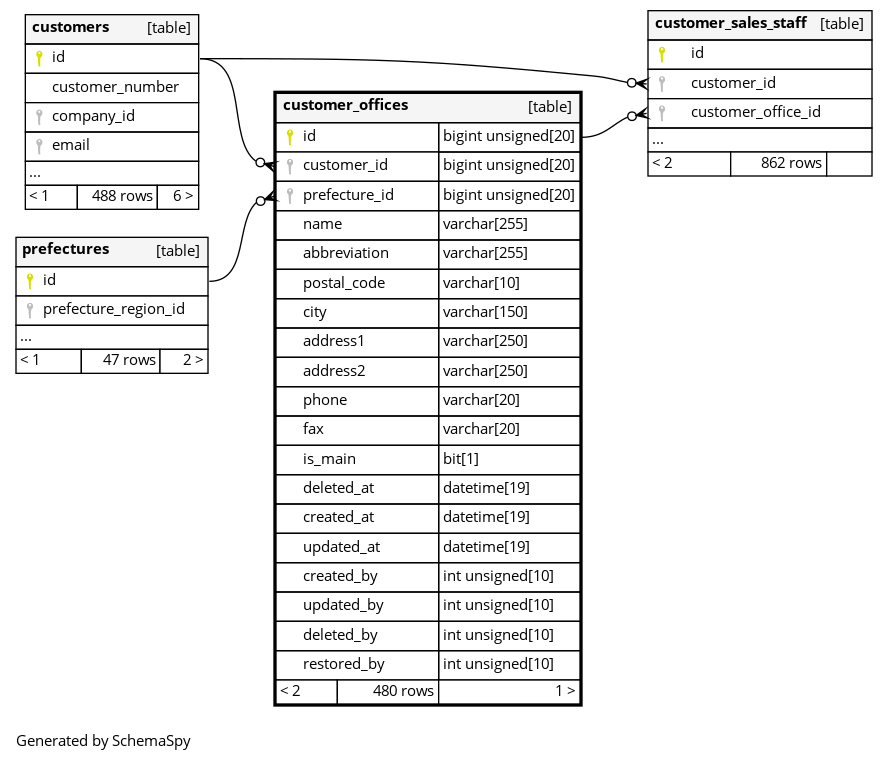 customers [table]
id
customer_number
company_id
email
...
< 1 488 rows 6 >
prefectures [table]
id
prefecture_region_id
...
< 1 47 rows 2 >
customer_offices [table]
id bigint unsigned[20]
customer_id bigint unsigned[20]
prefecture_id bigint unsigned[20]
name varchar[255]
abbreviation varchar[255]
postal_code varchar[10]
city varchar[150]
address1 varchar[250]
address2 varchar[250]
phone varchar[20]
fax varchar[20]
is_main bit[1]
deleted_at datetime[19]
created_at datetime[19]
updated_at datetime[19]
created_by int unsigned[10]
updated_by int unsigned[10]
deleted_by int unsigned[10]
restored_by int unsigned[10]
< 2 480 rows 1 >
customer_sales_staff [table]
id
customer_id
customer_office_id
...
< 2 862 rows
Generated by SchemaSpy